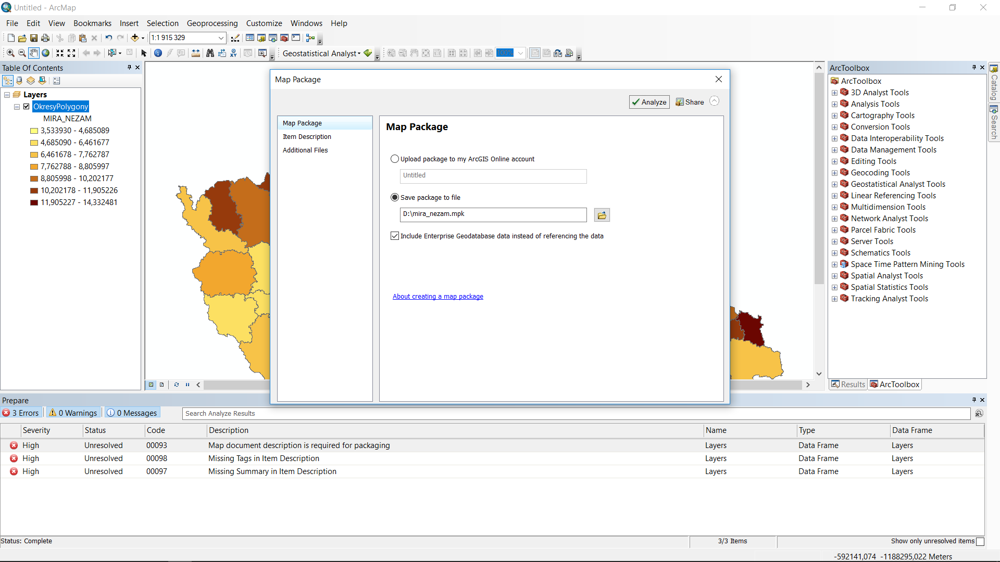 Untitled - ArcMap
File Edit View Bookmarks Insert Selection Geoprocessing Customize Windows Help
1:1 915 329
Geostatistical Analyst
100%
Table Of Contents
Layers
OkresyPolygony
MIRA_NEZAM
3,533930 - 4,685089
4,685090 - 6,461677
6,461678 - 7,762787
7,762788 - 8,805997
8,805998 - 10,202177
10,202178 - 11,905226
11,905227 - 14,332481
Map Package
Analyze Share
Map Package
Item Description
Additional Files
Map Package
Upload package to my ArcGIS Online account
Untitled
Save package to file
D:\mira_nezam.mpk
Include Enterprise Geodatabase data instead of referencing the data
About creating a map package
ArcToolbox
ArcToolbox
3D Analyst Tools
Analysis Tools
Cartography Tools
Conversion Tools
Data Interoperability Tools
Data Management Tools
Editing Tools
Geocoding Tools
Geostatistical Analyst Tools
Linear Referencing Tools
Multidimension Tools
Network Analyst Tools
Parcel Fabric Tools
Server Tools
Schematics Tools
Space Time Pattern Mining Tools
Spatial Analyst Tools
Spatial Statistics Tools
Tracking Analyst Tools
Results ArcToolbox
Catalog
Search
Prepare
3 Errors 0 Warnings 0 Messages Search Analyze Results
Severity Status Code Description Name Type Data Frame
High Unresolved 00093 Map document description is required for packaging Layers Data Frame Layers
High Unresolved 00098 Missing Tags in Item Description Layers Data Frame Layers
High Unresolved 00097 Missing Summary in Item Description Layers Data Frame Layers
Status: Complete 3/3 Items Show only unresolved items
-592141,074 -1188295,022 Meters